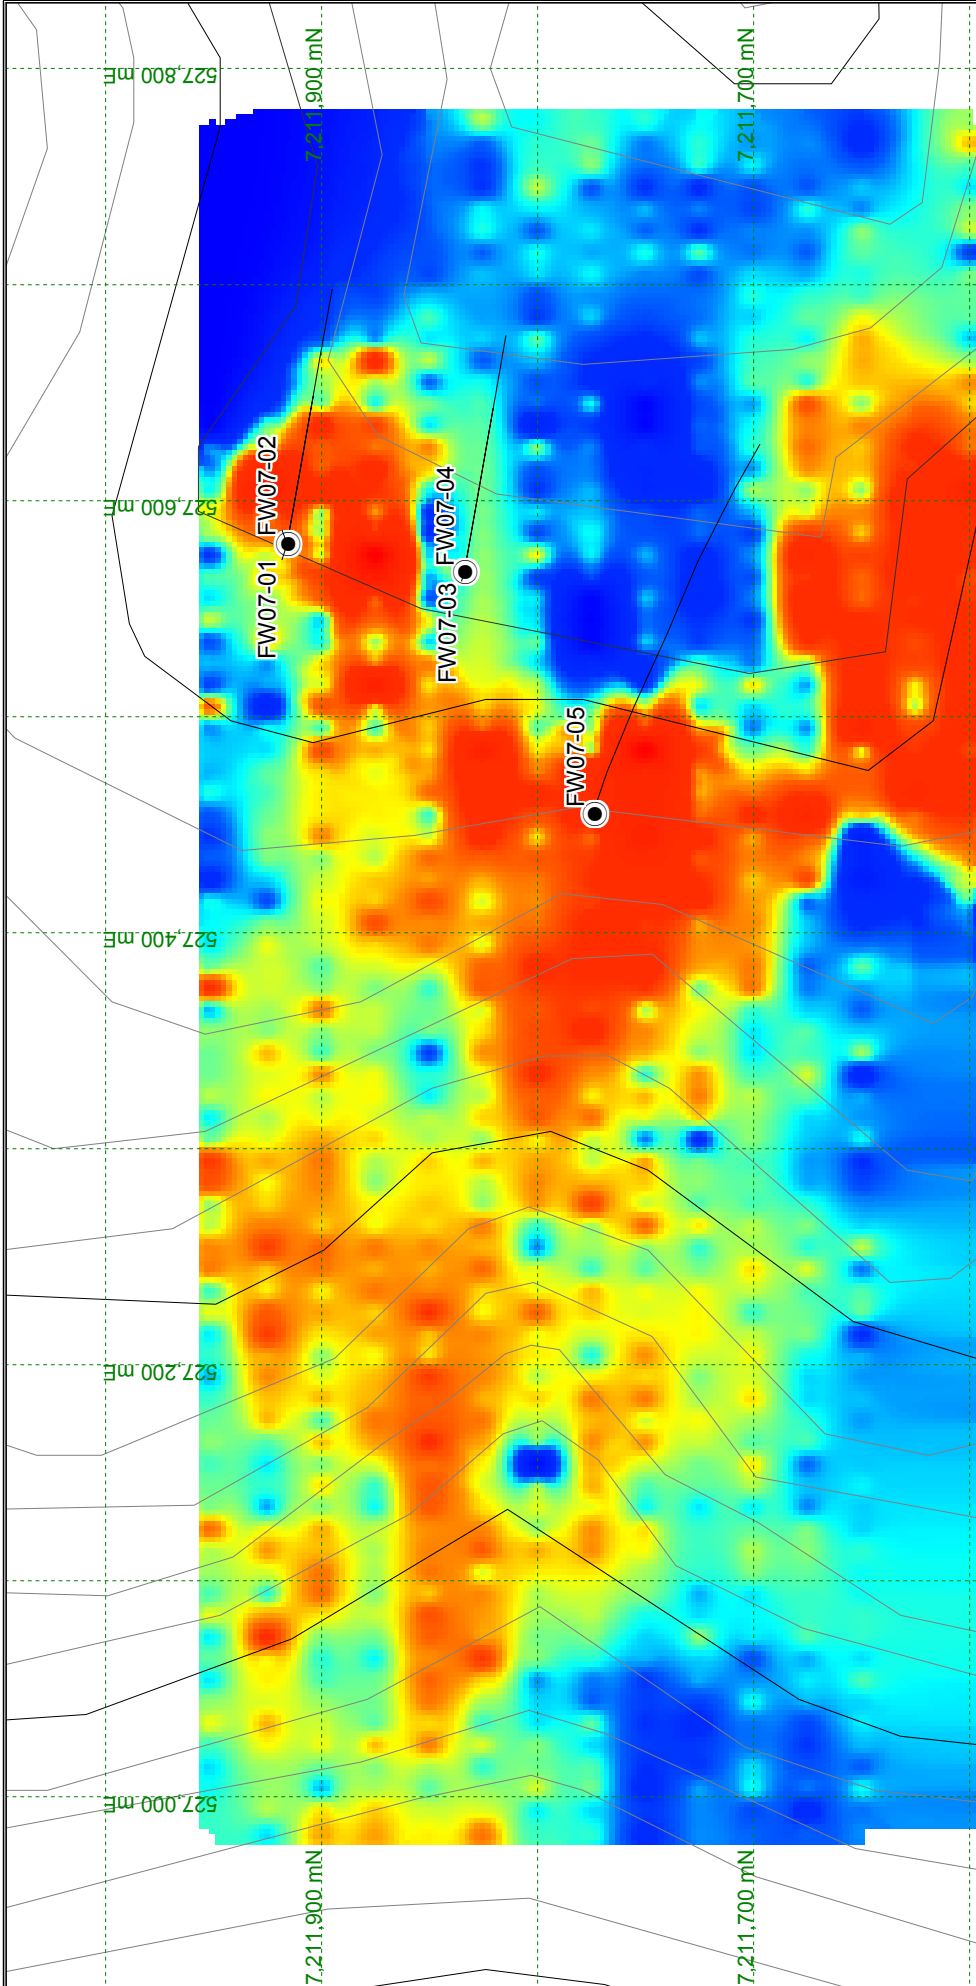 7,211,900 mN
7,211,700 mN
527,800 mE
527,600 mE
FW07-02
FW07-01
FW07-04
FW07-03
FW07-05
527,400 mE
527,200 mE
527,000 mE
7,211,900 mN
7,211,700 mN